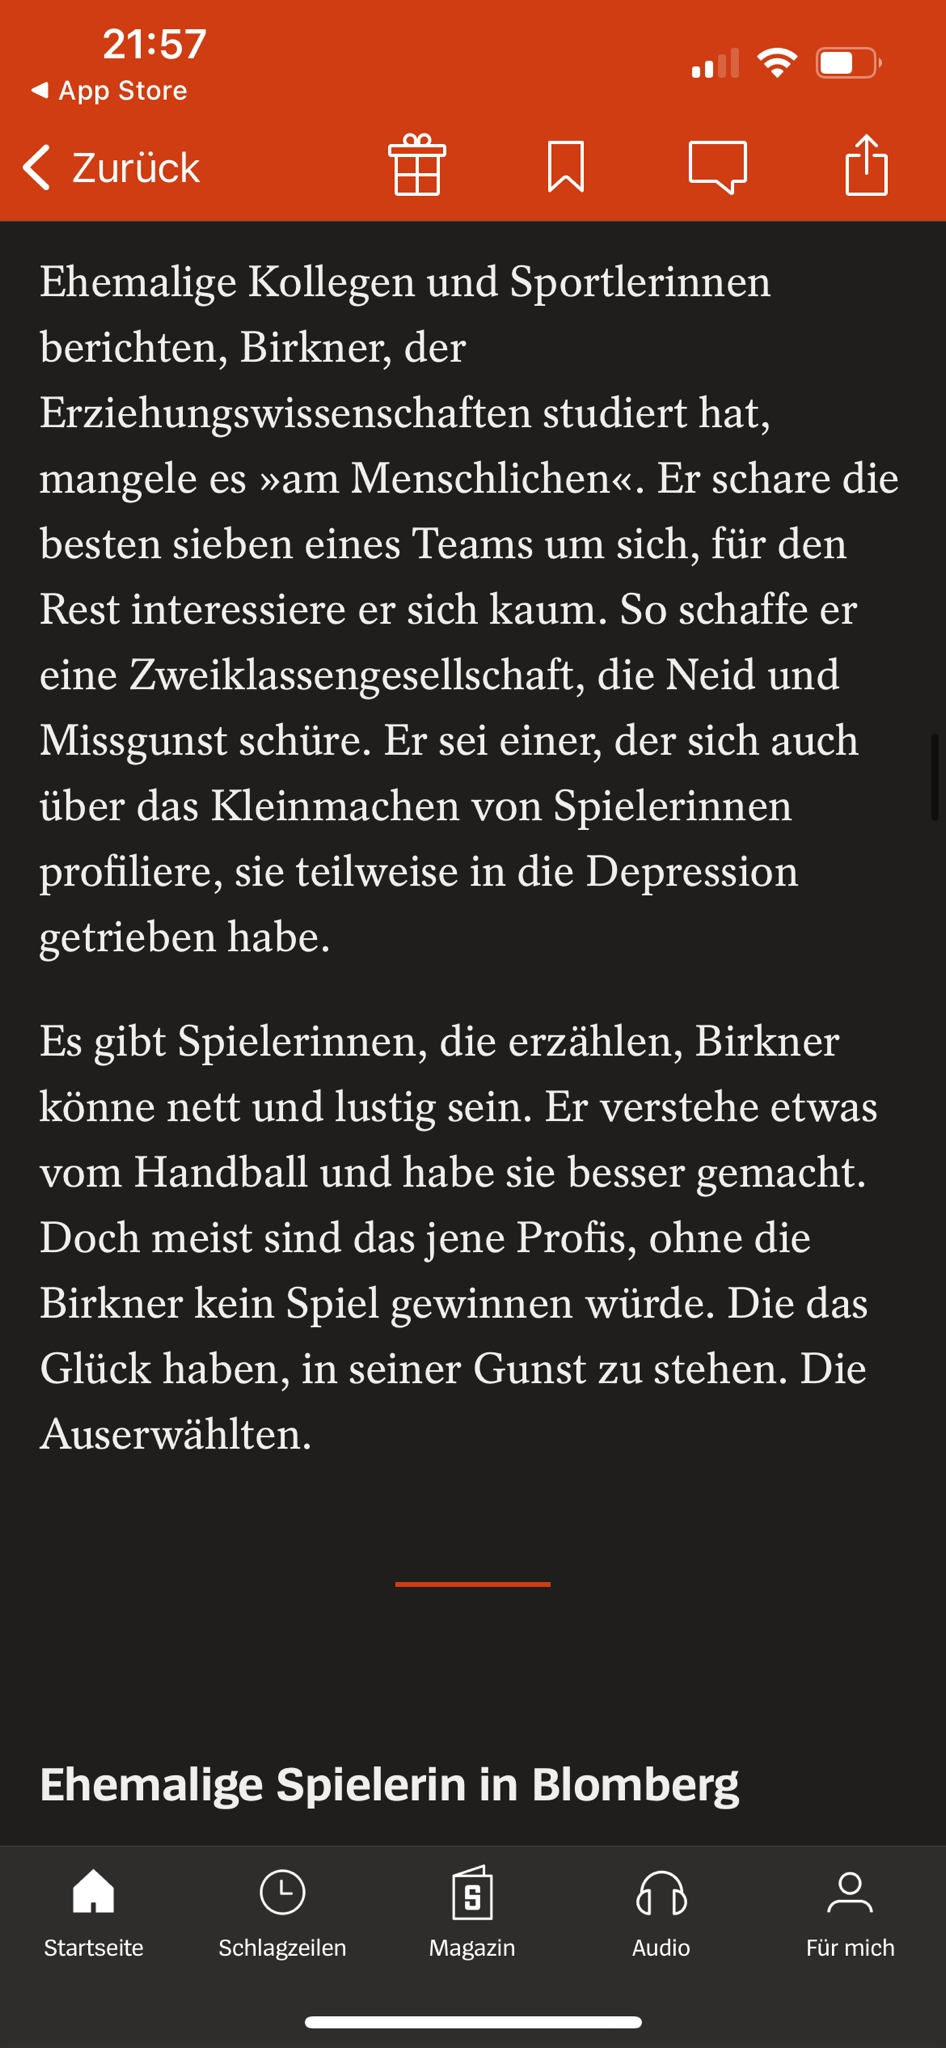 21:57
App Store
Zurück
Ehemalige Kollegen und Sportlerinnen
berichten, Birkner, der
Erziehungswissenschaften studiert hat,
mangele es »am Menschlichen«. Er schare die
besten sieben eines Teams um sich, für den
Rest interessiere er sich kaum. So schaffe er
eine Zweiklassengesellschaft, die Neid und
Missgunst schüre. Er sei einer, der sich auch
über das Kleinmachen von Spielerinnen
profiliere, sie teilweise in die Depression
getrieben habe.
Es gibt Spielerinnen, die erzählen, Birkner
könne nett und lustig sein. Er verstehe etwas
vom Handball und habe sie besser gemacht.
Doch meist sind das jene Profis, ohne die
Birkner kein Spiel gewinnen würde. Die das
Glück haben, in seiner Gunst zu stehen. Die
Auserwählten.
Ehemalige Spielerin in Blomberg
S
Startseite Schlagzeilen Magazin Audio Für mich